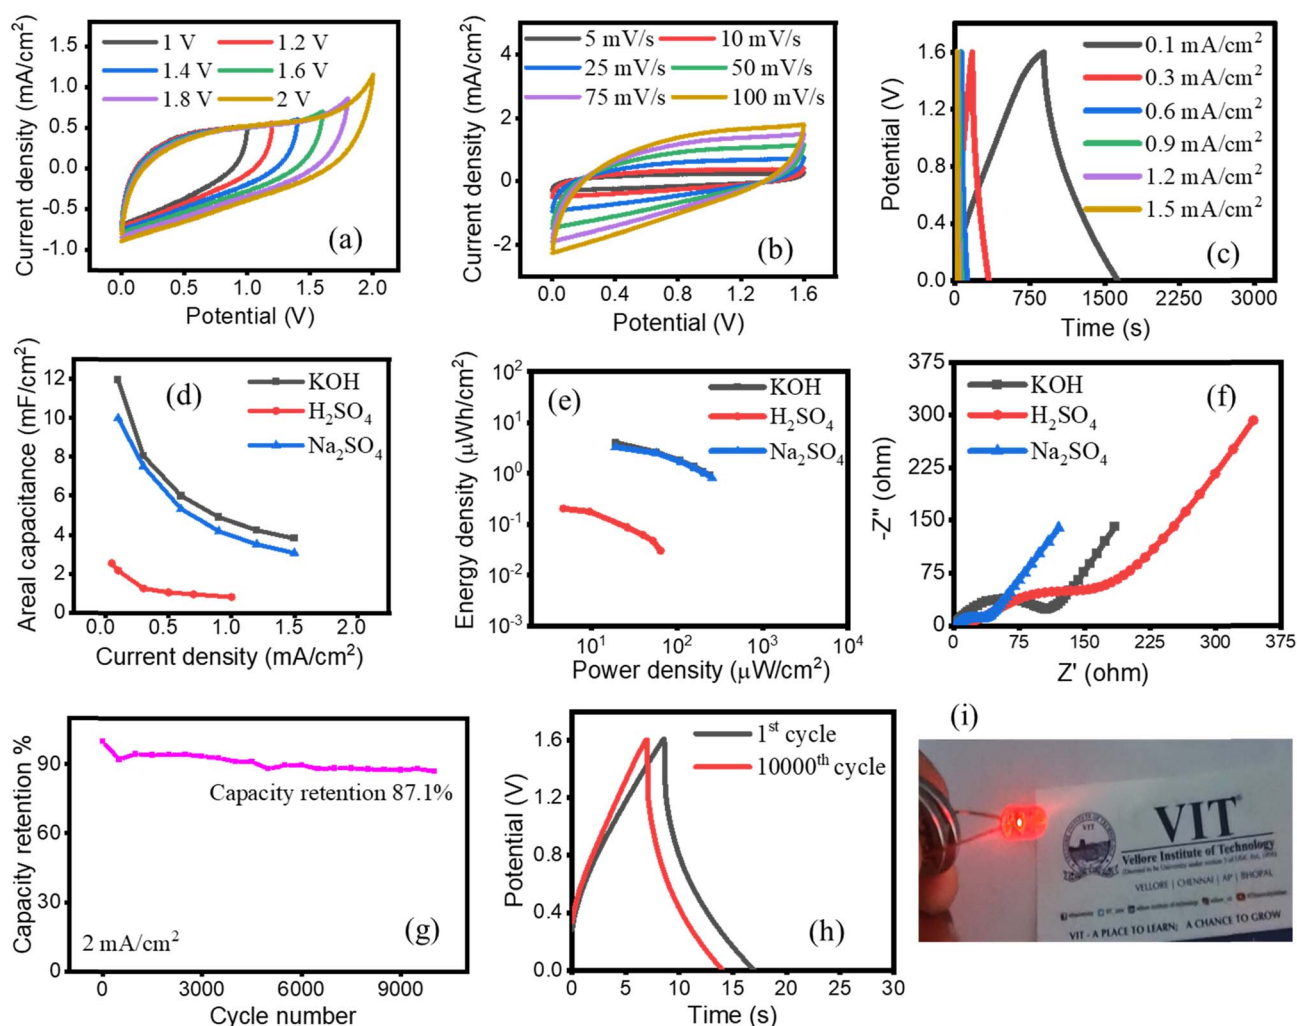 1 V 1.2 V
1.4 V 1.6 V
1.8 V 2 V
Current density (mA/cm²)
1.5
1.0
0.5
0.0
-0.5
-1.0
(a)
0.0 0.5 1.0 1.5 2.0
Potential (V)
5 mV/s 10 mV/s
25 mV/s 50 mV/s
75 mV/s 100 mV/s
Current density (mA/cm²)
4
2
0
-2
(b)
0.0 0.4 0.8 1.2 1.6
Potential (V)
0.1 mA/cm²
0.3 mA/cm²
0.6 mA/cm²
0.9 mA/cm²
1.2 mA/cm²
1.5 mA/cm²
Potential (V)
1.6
1.2
0.8
0.4
0.0
(c)
0 750 1500 2250 3000
Time (s)
Areal capacitance (mF/cm²)
12
10
8
6
4
2
0
(d)
KOH
H₂SO₄
Na₂SO₄
0.0 0.5 1.0 1.5 2.0
Current density (mA/cm²)
Energy density (μWh/cm²)
10²
10¹
10⁰
10⁻¹
10⁻²
10⁻³
(e)
KOH
H₂SO₄
Na₂SO₄
10¹ 10² 10³ 10⁴
Power density (μW/cm²)
-Z" (ohm)
375
300
225
150
75
0
KOH
H₂SO₄
Na₂SO₄
(f)
0 75 150 225 300 375
Z' (ohm)
Capacity retention %
90
60
30
0
Capacity retention 87.1%
2 mA/cm²
(g)
0 3000 6000 9000
Cycle number
Potential (V)
1.6
1.2
0.8
0.4
0.0
1ˢᵗ cycle
10000ᵗʰ cycle
(h)
0 5 10 15 20 25 30
Time (s)
(i)
VIT
VIT®
Vellore Institute of Technology
VELLORE | CHENNAI | AP | BHOPAL
VIT - A PLACE TO LEARN; A CHANCE TO GROW